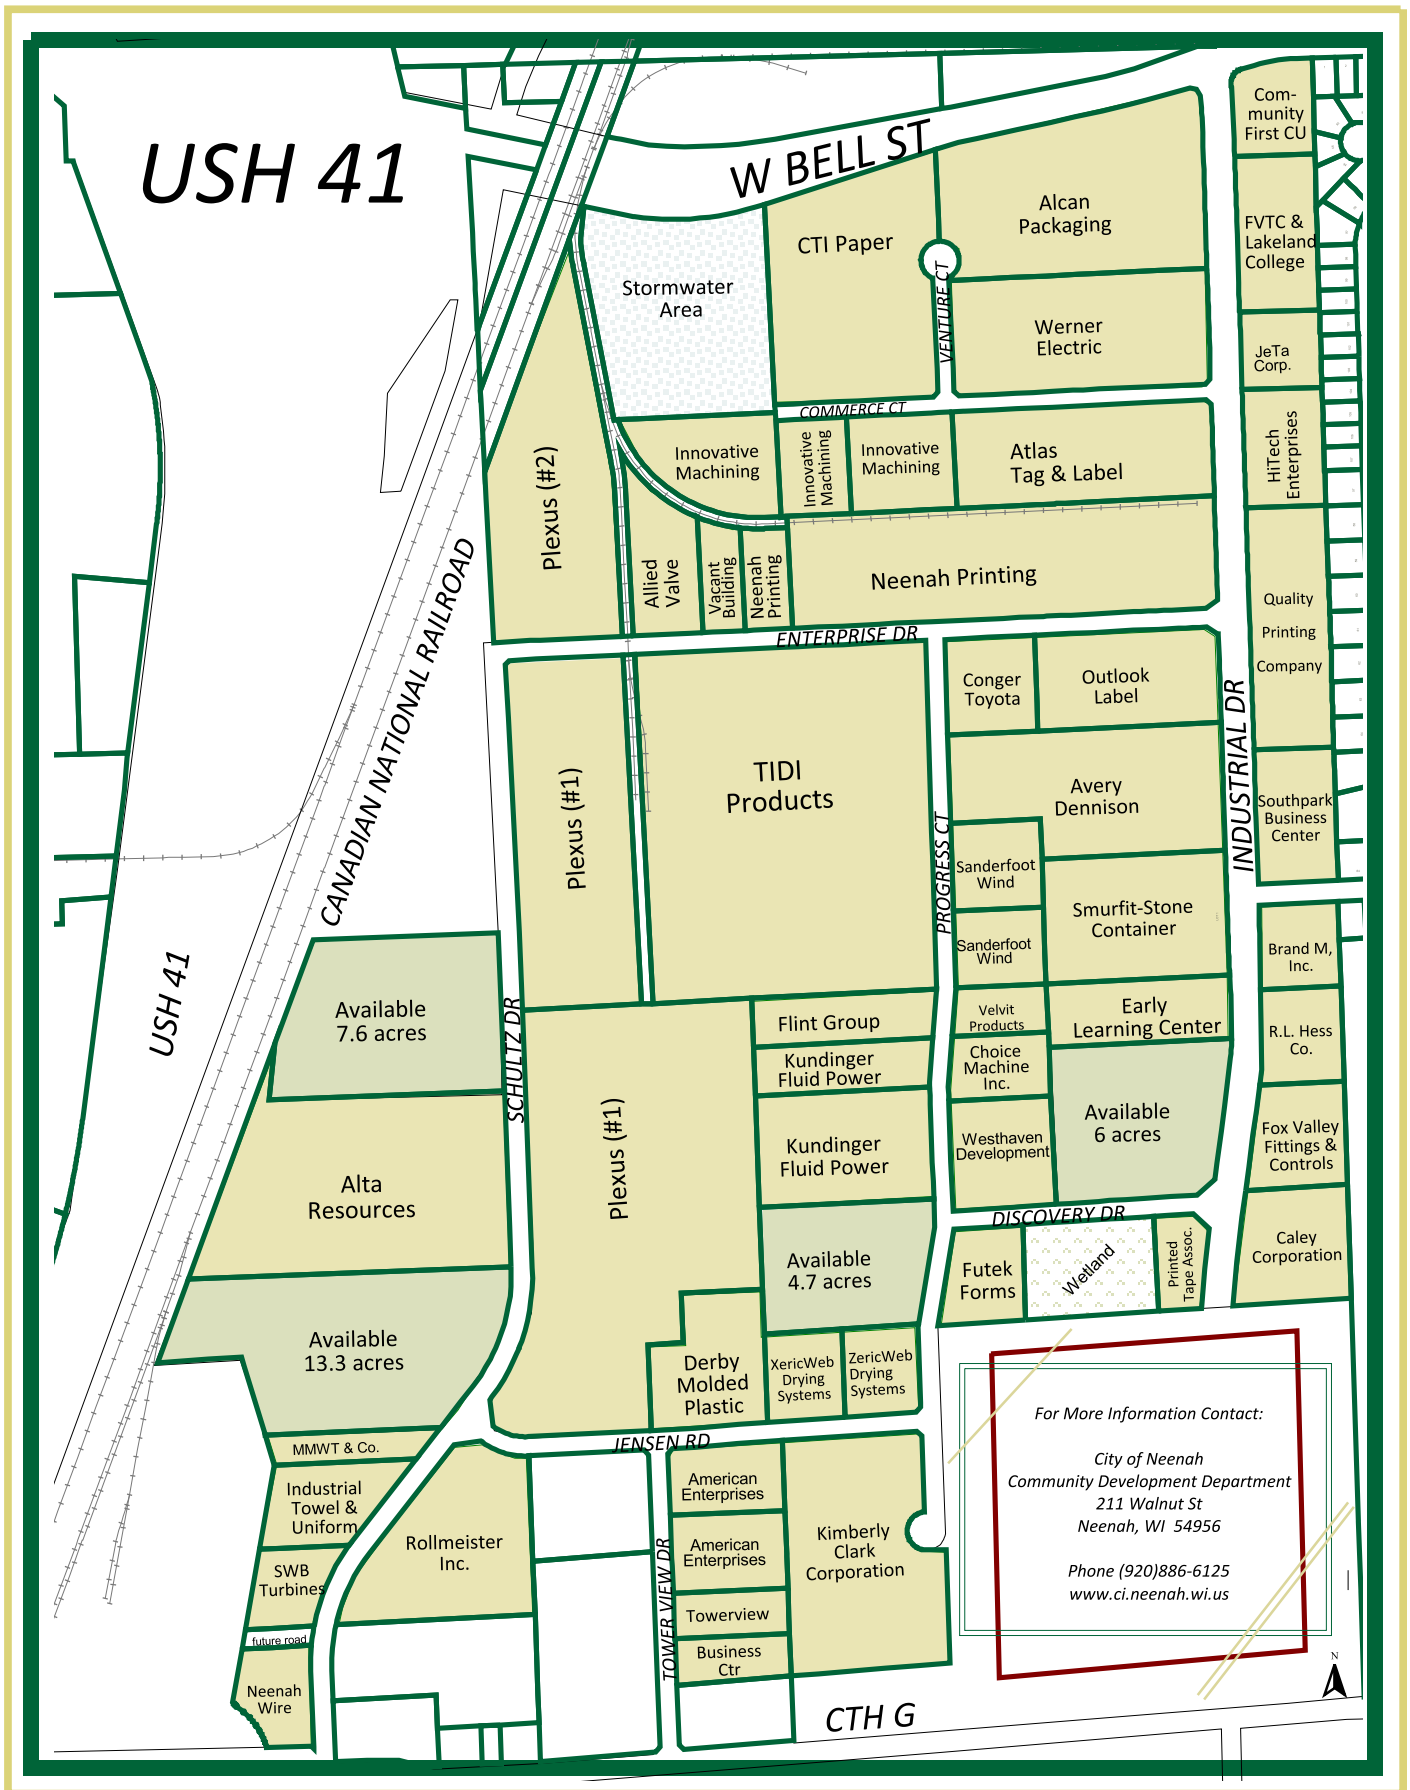 USH 41
W BELL ST
Com-
munity
First CU
Alcan
Packaging
CTI Paper
FVTC &
Lakeland
College
Stormwater
Area
VENTURE CT
Werner
Electric
JeTa
Corp.
COMMERCE CT
Innovative
Machining
Innovative
Machining
Innovative
Machining
Atlas
Tag & Label
HiTech
Enterprises
Plexus (#2)
Allied
Valve
Vacant
Building
Neenah
Printing
Neenah Printing
Quality
Printing
Company
ENTERPRISE DR
CANADIAN NATIONAL RAILROAD
Conger
Toyota
Outlook
Label
INDUSTRIAL DR
Plexus (#1)
TIDI
Products
Avery
Dennison
Southpark
Business
Center
PROGRESS CT
Sanderfoot
Wind
Smurfit-Stone
Container
Sanderfoot
Wind
Brand M,
Inc.
USH 41
Available
7.6 acres
SCHULTZ DR
Flint Group
Velvit
Products
Early
Learning Center
R.L. Hess
Co.
Kundinger
Fluid Power
Choice
Machine
Inc.
Available
6 acres
Plexus (#1)
Kundinger
Fluid Power
Westhaven
Development
Fox Valley
Fittings &
Controls
Alta
Resources
DISCOVERY DR
Available
4.7 acres
Futek
Forms
Wetland
Printed
Tape Assoc.
Caley
Corporation
Available
13.3 acres
Derby
Molded
Plastic
XericWeb
Drying
Systems
ZericWeb
Drying
Systems
MMWT & Co.
JENSEN RD
For More Information Contact:
City of Neenah
Community Development Department
211 Walnut St
Neenah, WI  54956
Phone (920)886-6125
www.ci.neenah.wi.us
Industrial
Towel &
Uniform
American
Enterprises
Rollmeister
Inc.
American
Enterprises
Kimberly
Clark
Corporation
SWB
Turbines
TOWER VIEW DR
Towerview
Business
Ctr
future road
Neenah
Wire
N
CTH G